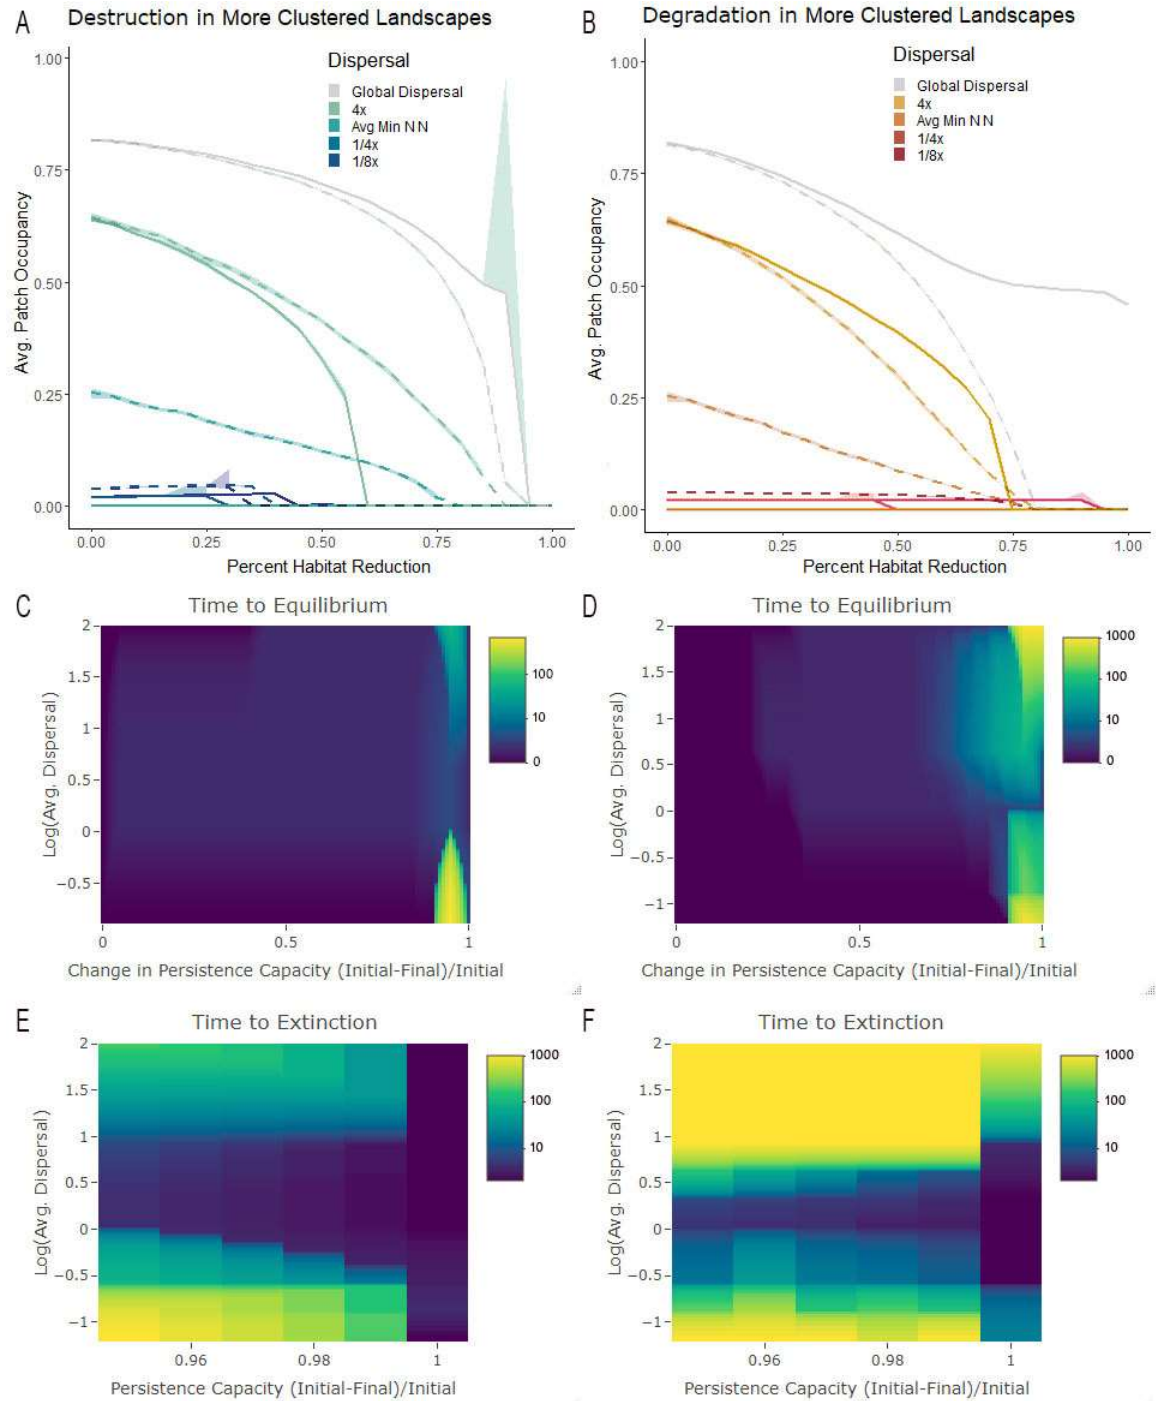 A
Destruction in More Clustered Landscapes
Avg. Patch Occupancy
1.00
0.75
0.50
0.25
0.00
Dispersal
Global Dispersal
4x
Avg Min N N
1/4x
1/8x
0.00 0.25 0.50 0.75 1.00
Percent Habitat Reduction
B
Degradation in More Clustered Landscapes
Avg. Patch Occupancy
1.00
0.75
0.50
0.25
0.00
Dispersal
Global Dispersal
4x
Avg Min N N
1/4x
1/8x
0.00 0.25 0.50 0.75 1.00
Percent Habitat Reduction
C
Time to Equilibrium
Log(Avg. Dispersal)
2
1.5
1
0.5
0
−0.5
100
10
0
0 0.5 1
Change in Persistence Capacity (Initial-Final)/Initial
D
Time to Equilibrium
Log(Avg. Dispersal)
2
1.5
1
0.5
0
−0.5
−1
1000
100
10
0
0 0.5 1
Change in Persistence Capacity (Initial-Final)/Initial
E
Time to Extinction
Log(Avg. Dispersal)
2
1.5
1
0.5
0
−0.5
−1
1000
100
10
0.96 0.98 1
Persistence Capacity (Initial-Final)/Initial
F
Time to Extinction
Log(Avg. Dispersal)
2
1.5
1
0.5
0
−0.5
−1
1000
100
10
0.96 0.98 1
Persistence Capacity (Initial-Final)/Initial